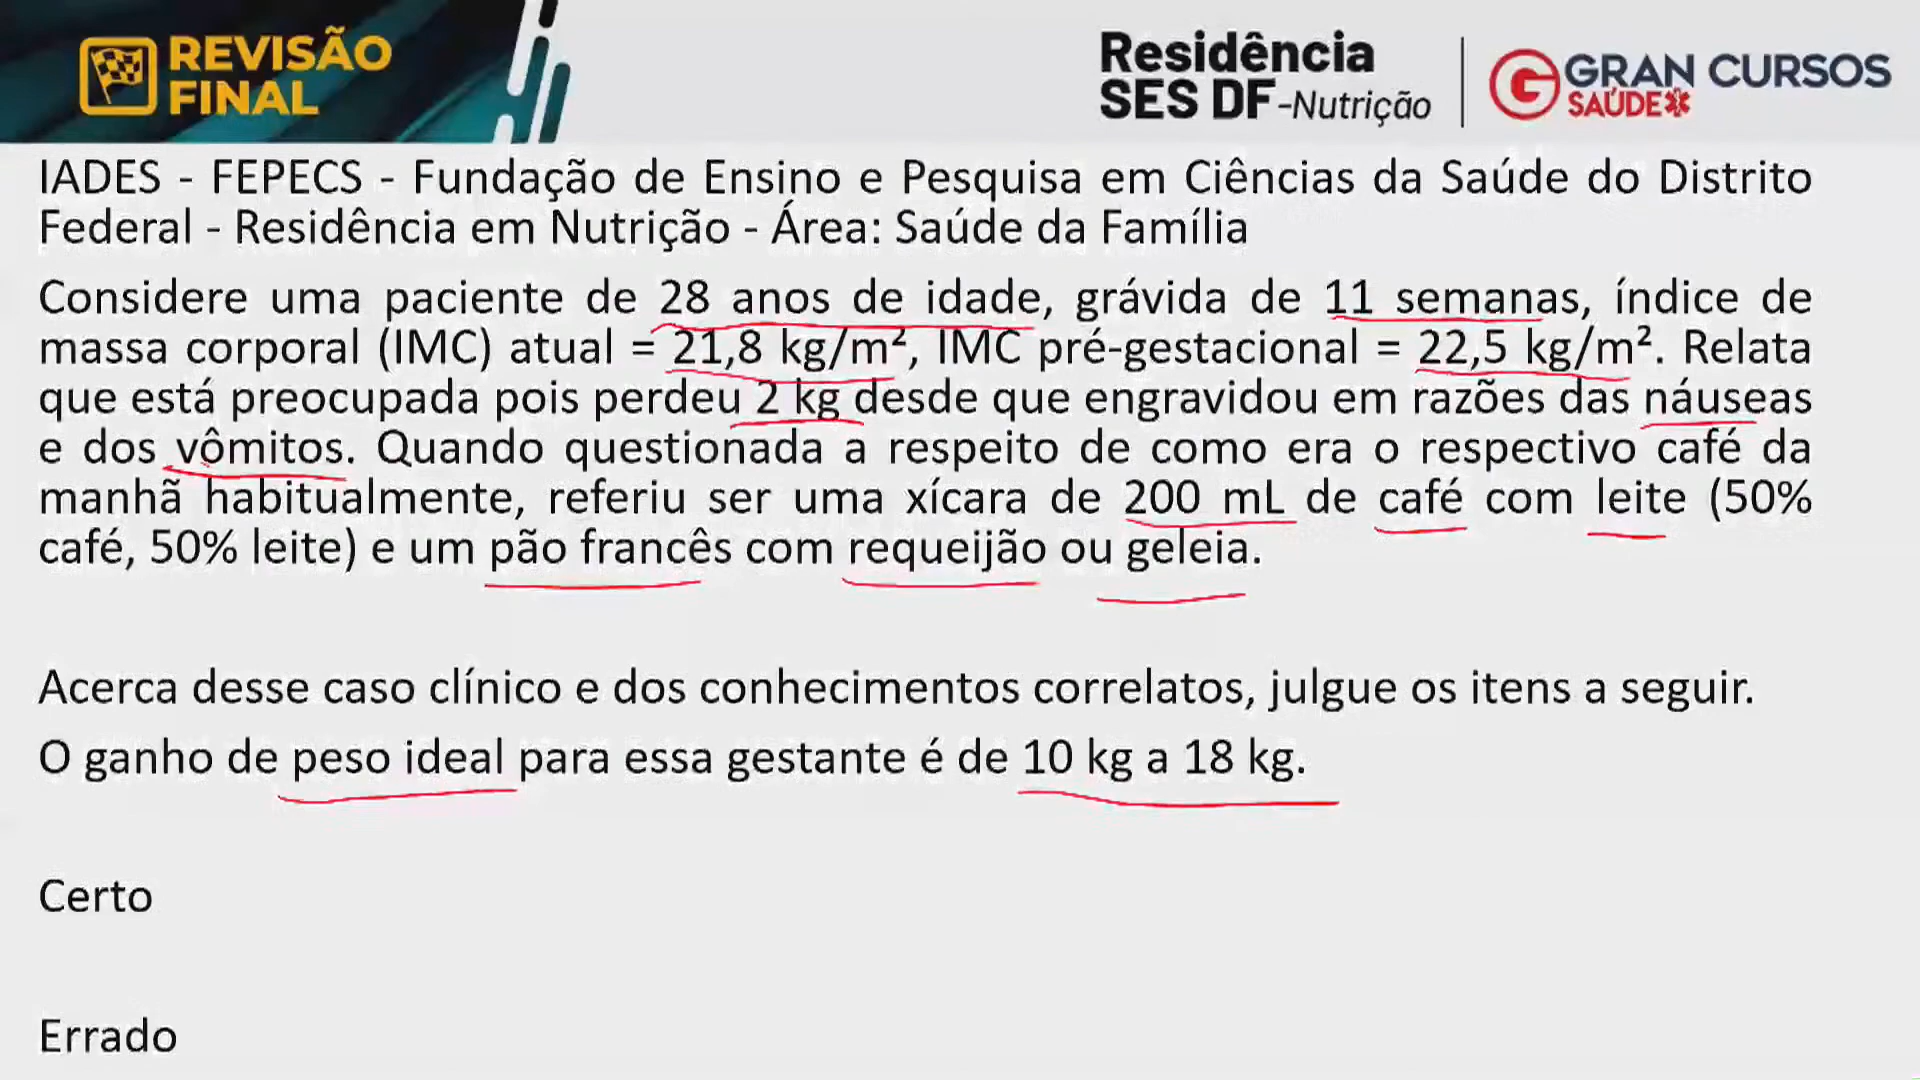 REVISÃO
FINAL
Residência
SES DF-Nutrição
GRAN CURSOS
SAÚDE
IADES - FEPECS - Fundação de Ensino e Pesquisa em Ciências da Saúde do Distrito
Federal - Residência em Nutrição - Área: Saúde da Família
Considere uma paciente de 28 anos de idade, grávida de 11 semanas, índice de
massa corporal (IMC) atual = 21,8 kg/m², IMC pré-gestacional = 22,5 kg/m². Relata
que está preocupada pois perdeu 2 kg desde que engravidou em razões das náuseas
e dos vômitos. Quando questionada a respeito de como era o respectivo café da
manhã habitualmente, referiu ser uma xícara de 200 mL de café com leite (50%
café, 50% leite) e um pão francês com requeijão ou geleia.
Acerca desse caso clínico e dos conhecimentos correlatos, julgue os itens a seguir.
O ganho de peso ideal para essa gestante é de 10 kg a 18 kg.
Certo
Errado